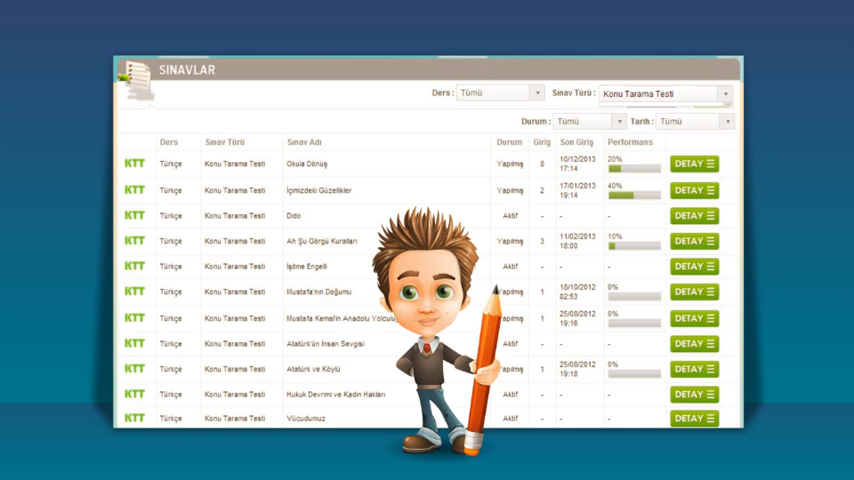 SINAVLAR
Ders : Tümü Sınav Türü : Konu Tarama Testi
Durum : Tümü Tarih : Tümü
Ders Sınav Türü Sınav Adı Durum Giriş Son Giriş Performans
KTT Türkçe Konu Tarama Testi Okula Dönüş Yapılmış 8 10/12/2013 17:14 20% DETAY
KTT Türkçe Konu Tarama Testi İçimizdeki Güzellikler Yapılmış 2 17/01/2013 19:14 40% DETAY
KTT Türkçe Konu Tarama Testi Dido Aktif - - - DETAY
KTT Türkçe Konu Tarama Testi Ah Şu Görgü Kuralları Yapılmış 3 11/02/2013 18:00 10% DETAY
KTT Türkçe Konu Tarama Testi İşitme Engelli Aktif - - - DETAY
KTT Türkçe Konu Tarama Testi Mustafa'nın Doğumu Yapılmış 1 18/10/2012 02:53 0% DETAY
KTT Türkçe Konu Tarama Testi Mustafa Kemal'in Anadolu 1 25/08/2012 19:16 0% DETAY
KTT Türkçe Konu Tarama Testi Atatürk'ün İnsan Sevgisi Aktif - - - DETAY
KTT Türkçe Konu Tarama Testi Atatürk ve Köylü 1 25/08/2012 19:18 0% DETAY
KTT Türkçe Konu Tarama Testi Hukuk Devrimi ve Kadın Hakları Aktif - - - DETAY
KTT Türkçe Konu Tarama Testi Vücudumuz Aktif - - - DETAY